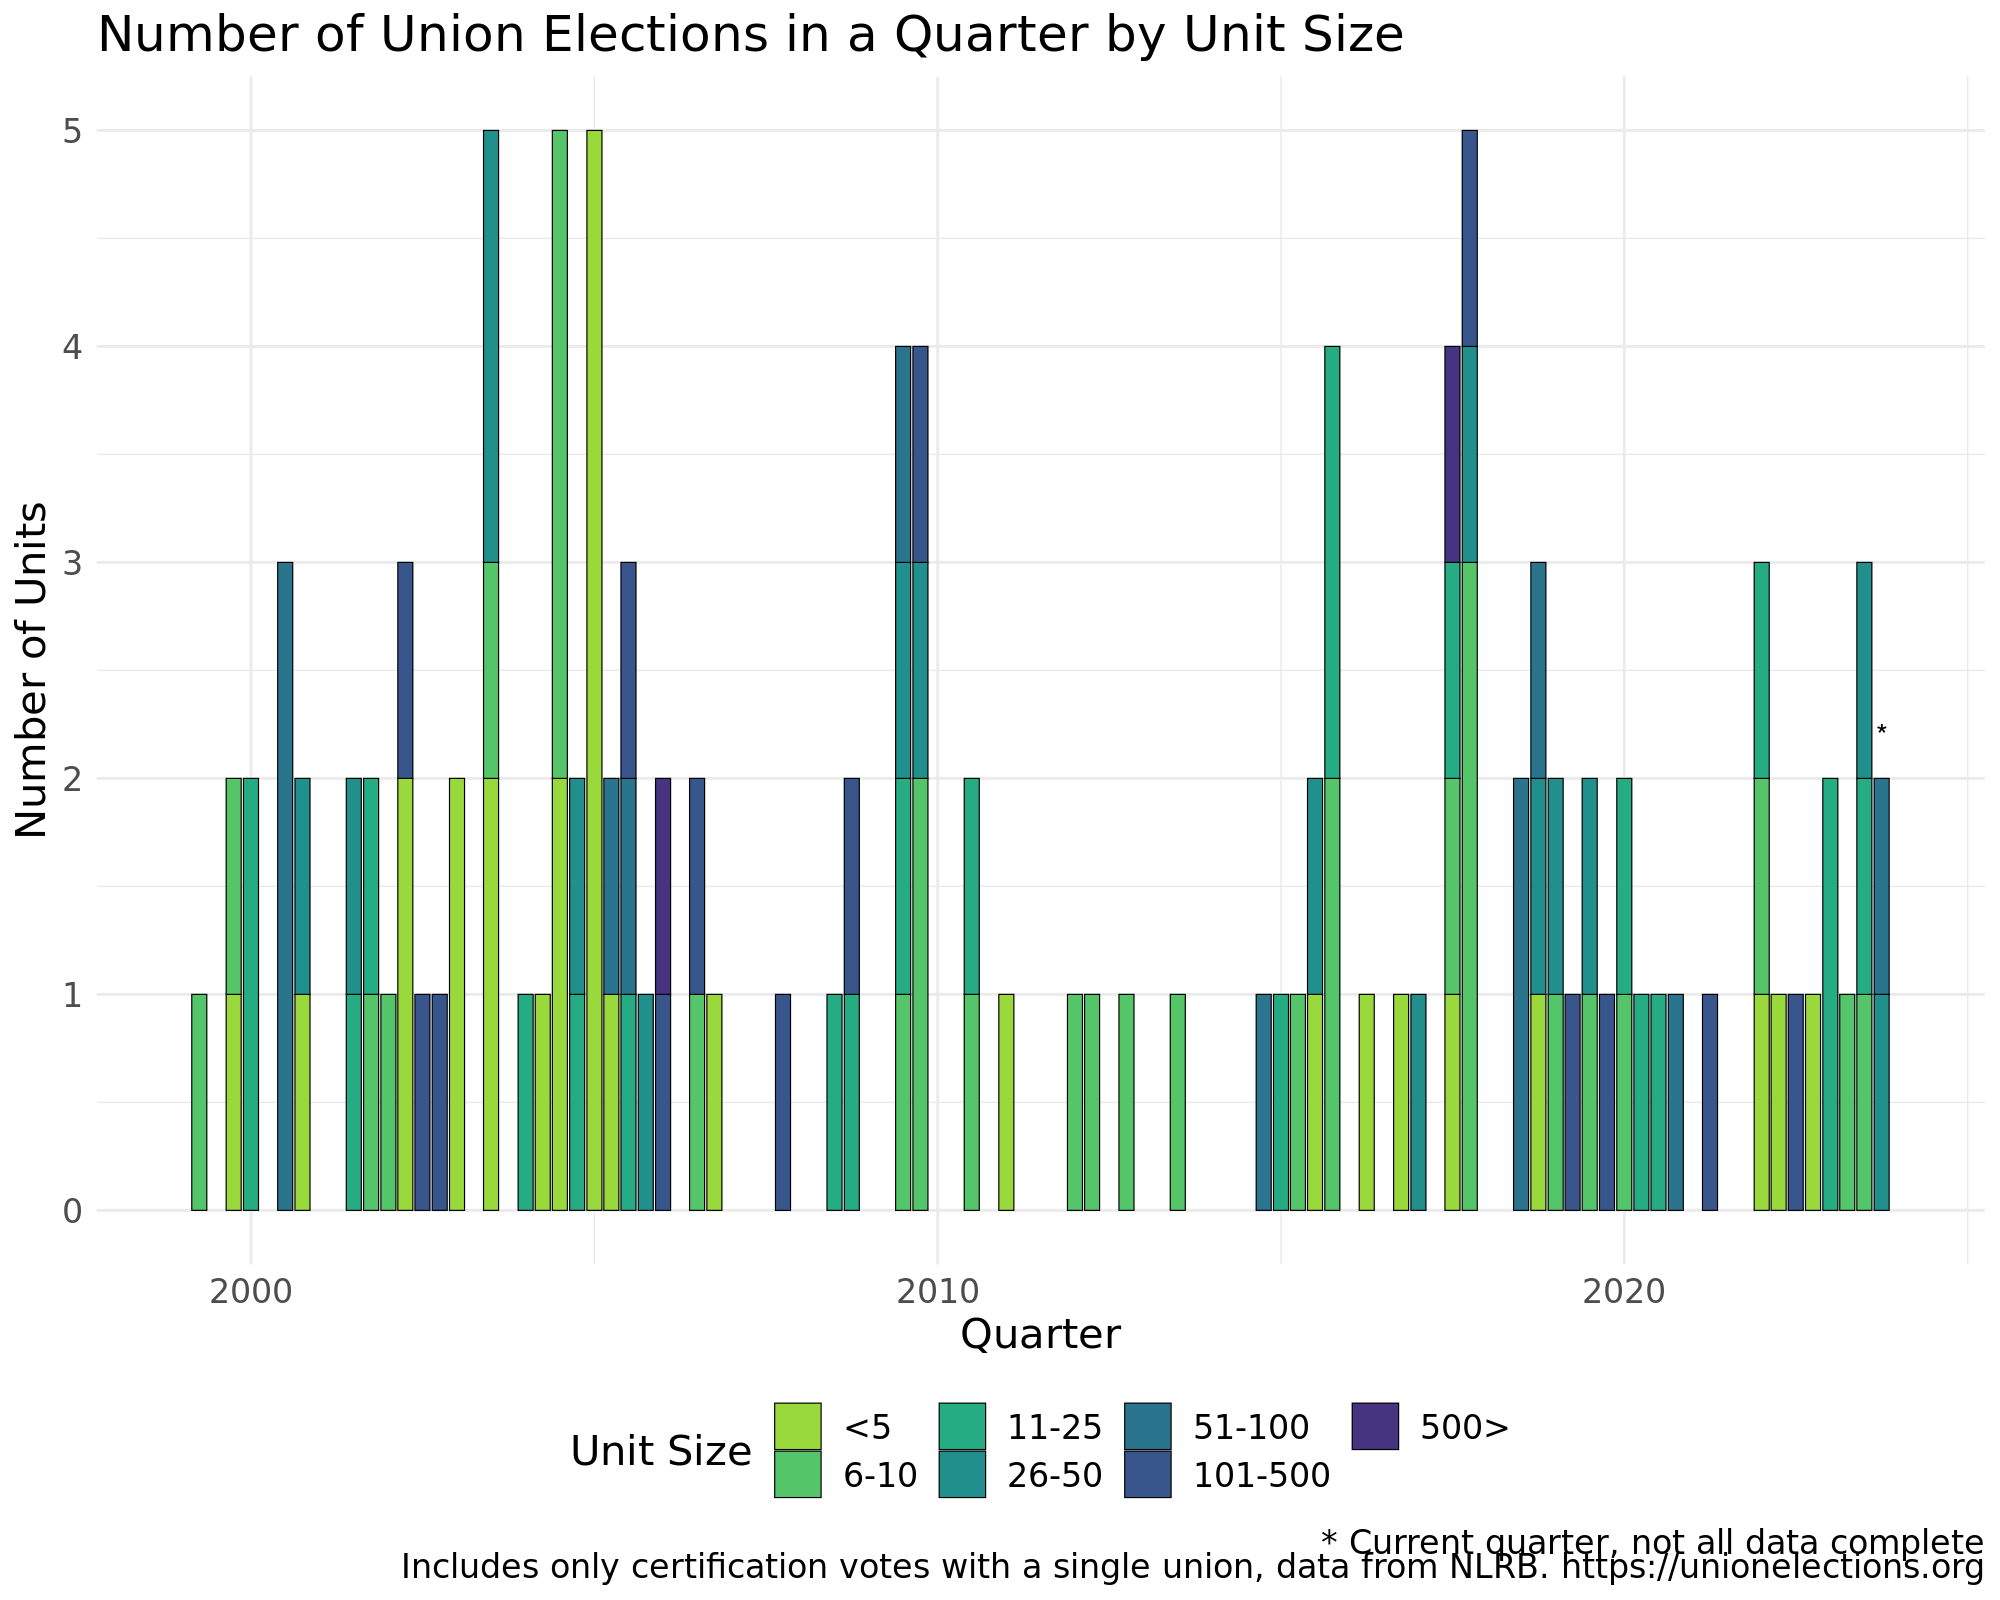 Number of Union Elections in a Quarter by Unit Size
5
4
3
2
1
0
Number of Units
*
2000 2010 2020
Quarter
Unit Size
<5 11-25 51-100 500>
6-10 26-50 101-500
* Current quarter, not all data complete
Includes only certification votes with a single union, data from NLRB. https://unionelections.org